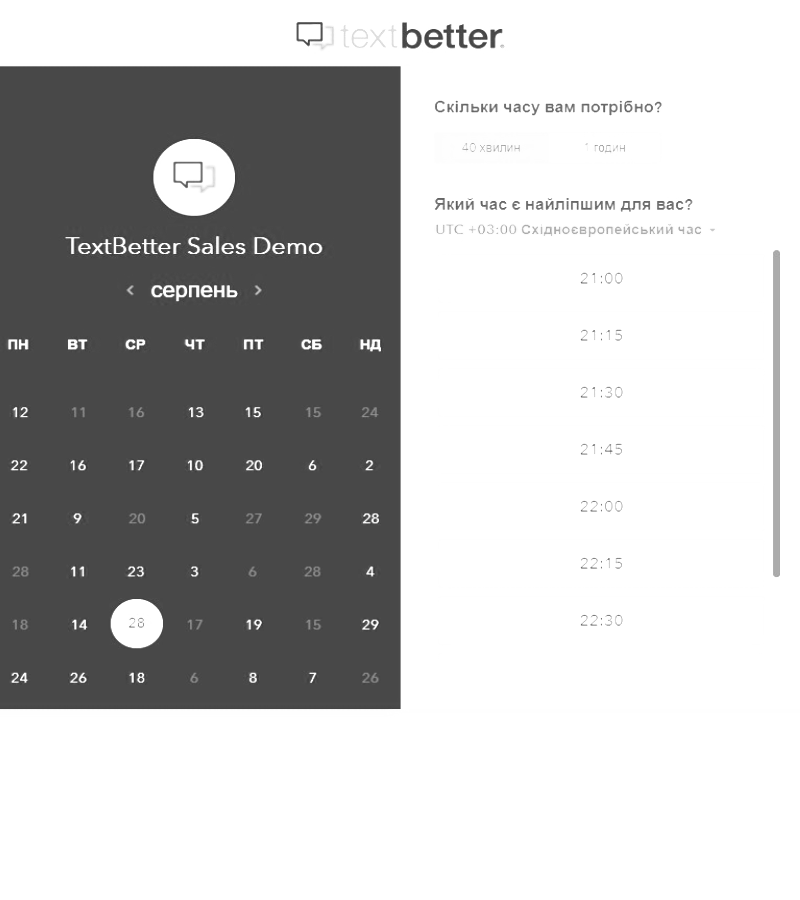 textbetter.
TextBetter Sales Demo
‹ серпень ›
ПН ВТ СР ЧТ ПТ СБ НД
12 11 16 13 15 15 24
22 16 17 10 20 6 2
21 9 20 5 27 29 28
28 11 23 3 6 28 4
18 14 28 17 19 15 29
24 26 18 6 8 7 26
Скільки часу вам потрібно?
40 хвилин 1 годин
Який час є найліпшим для вас?
UTC +03:00 Східноєвропейський час
21:00
21:15
21:30
21:45
22:00
22:15
22:30